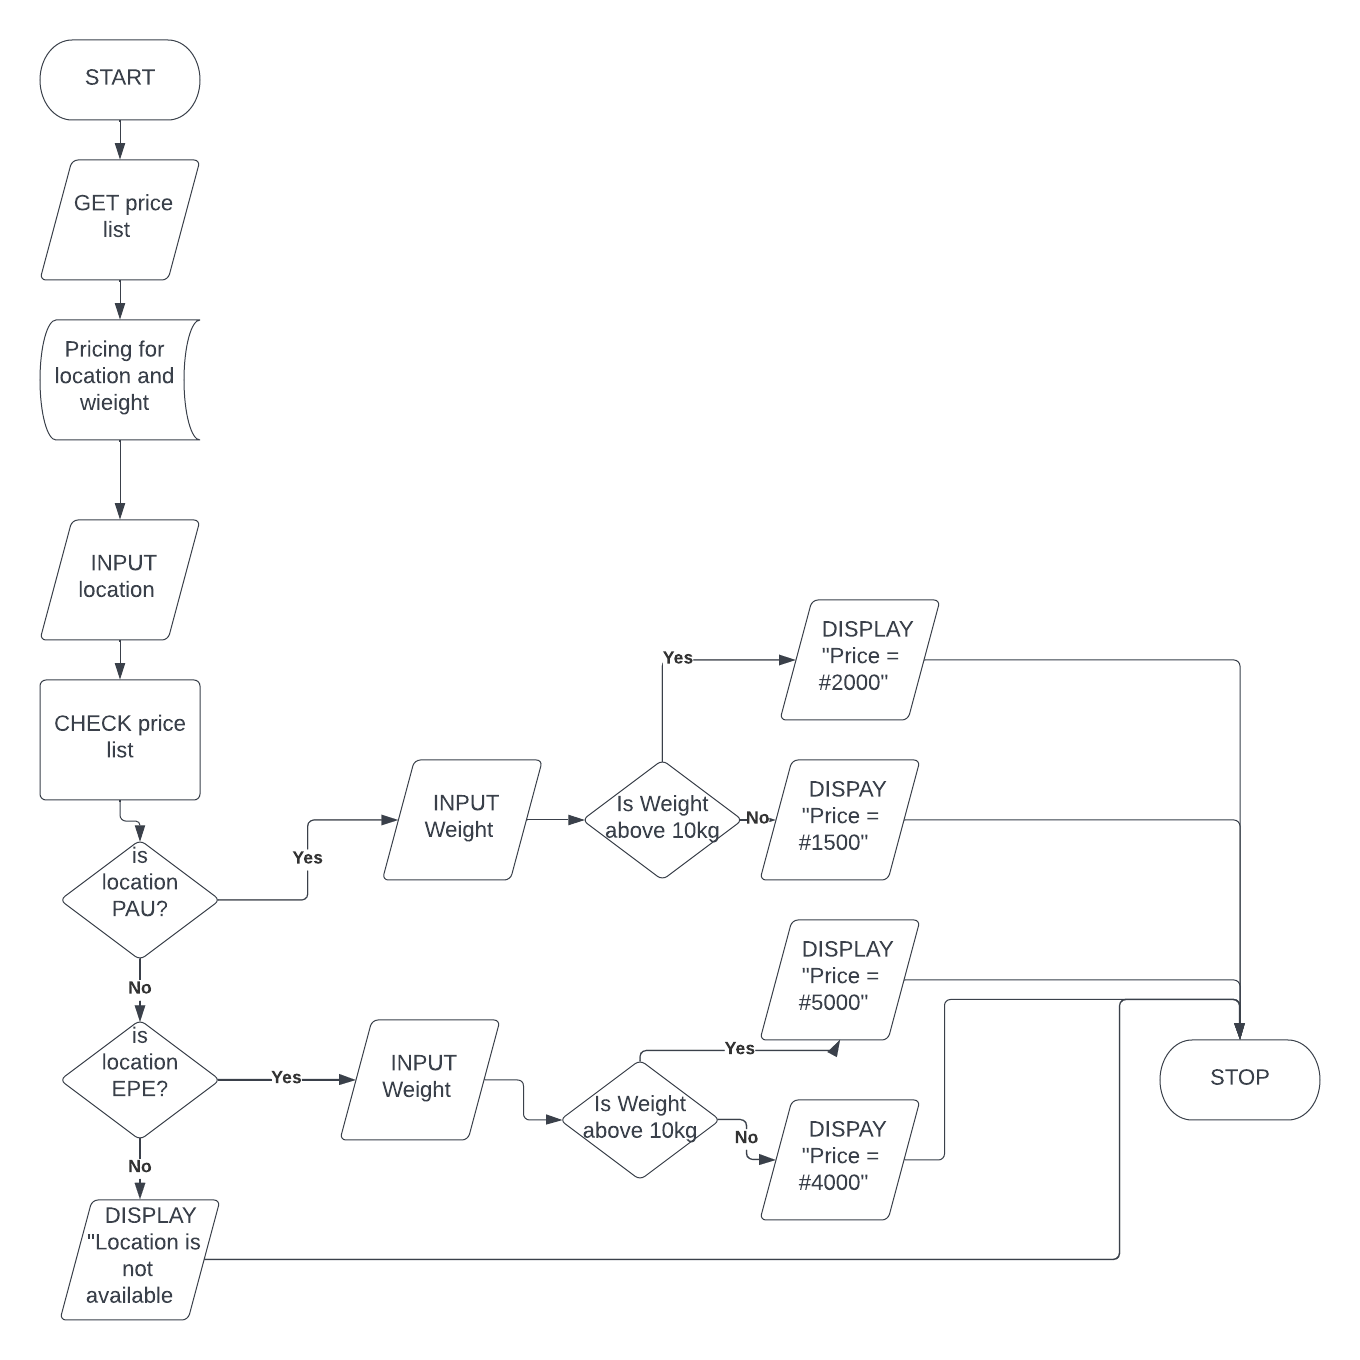 START
GET price
list
Pricing for
location and
wieight
INPUT
location
CHECK price
list
is
location
PAU?
Yes
INPUT
Weight
Is Weight
above 10kg
Yes
DISPLAY
"Price =
#2000"
No
DISPAY
"Price =
#1500"
No
is
location
EPE?
Yes
INPUT
Weight
Is Weight
above 10kg
Yes
DISPLAY
"Price =
#5000"
No
DISPAY
"Price =
#4000"
No
DISPLAY
"Location is
not
available
STOP